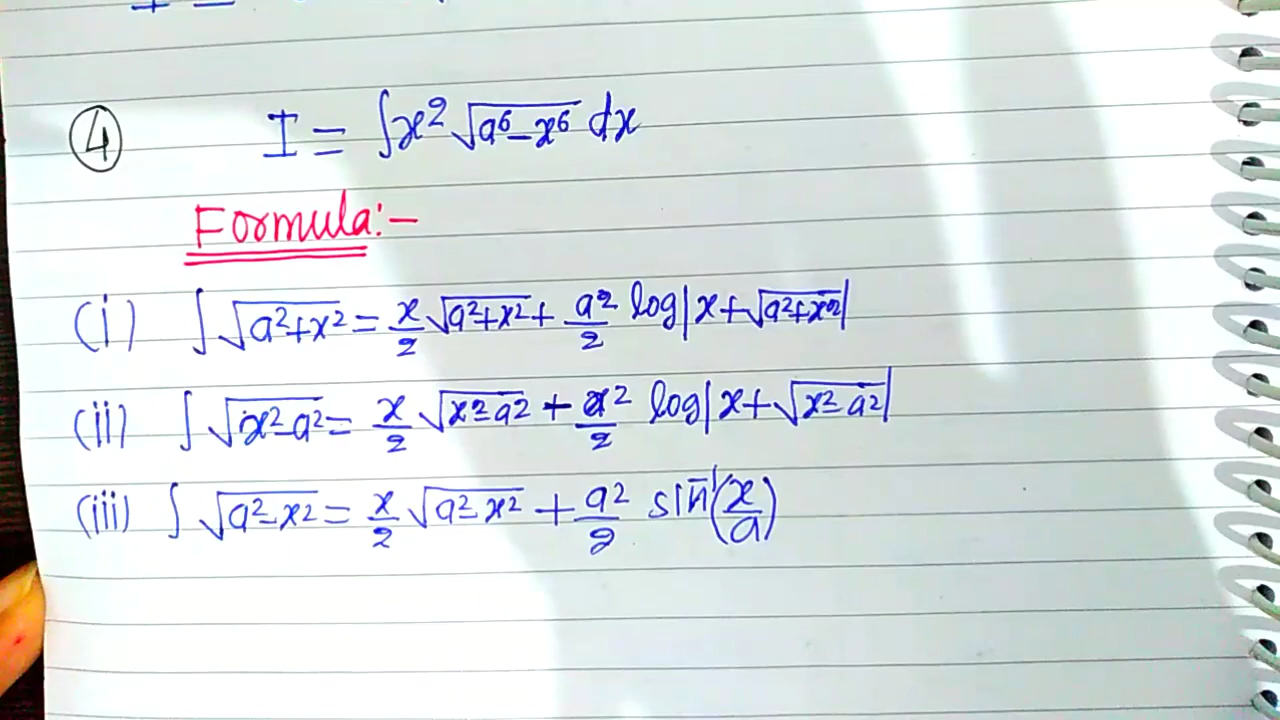 ④ I = ∫x² √(a⁶-x⁶) dx
Formula:-
(i) ∫ √(a²+x²) = x/2 √(a²+x²) + a²/2 log|x+√(a²+x²)|
(ii) ∫ √(x²-a²) = x/2 √(x²-a²) + a²/2 log|x+√(x²-a²)|
(iii) ∫ √(a²-x²) = x/2 √(a²-x²) + a²/2 sin⁻¹(x/a)